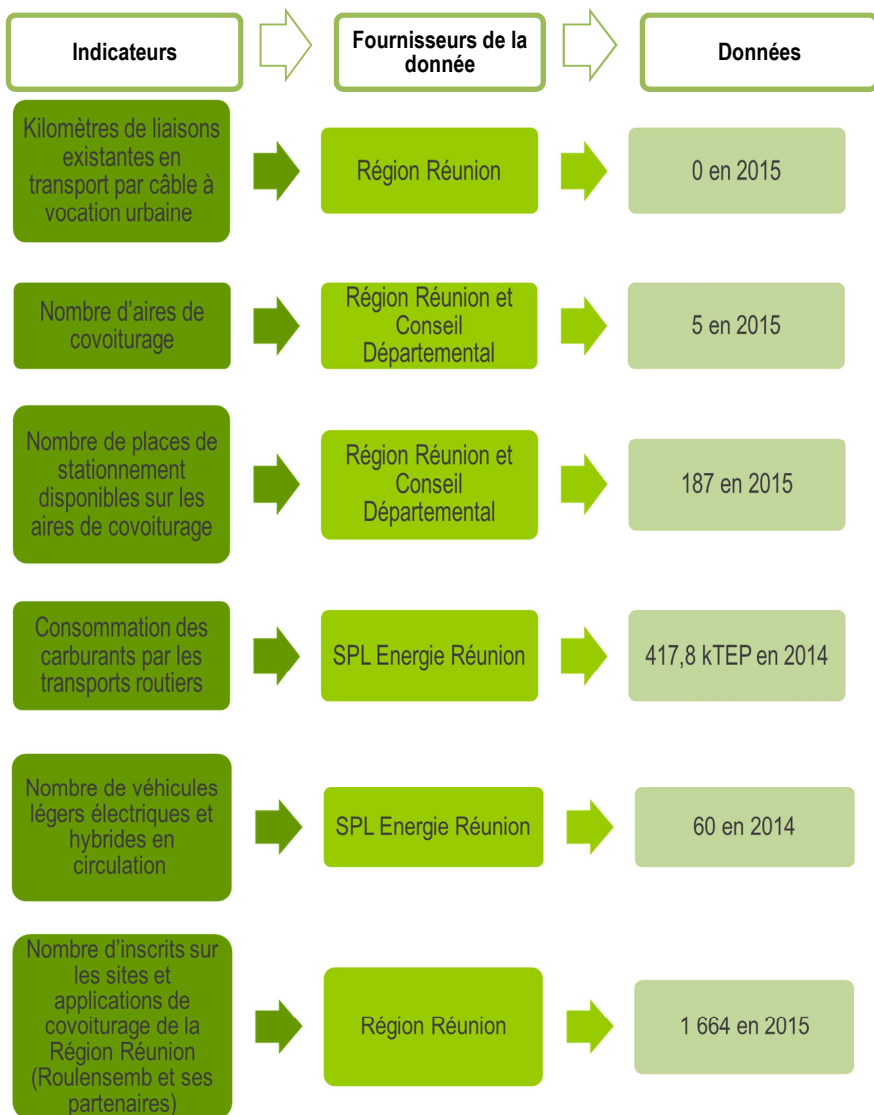 Indicateurs
Fournisseurs de la
donnée
Données
Kilomètres de liaisons
existantes en
transport par câble à
vocation urbaine
Région Réunion
0 en 2015
Nombre d’aires de
covoiturage
Région Réunion et
Conseil
Départemental
5 en 2015
Nombre de places de
stationnement
disponibles sur les
aires de covoiturage
Région Réunion et
Conseil
Départemental
187 en 2015
Consommation des
carburants par les
transports routiers
SPL Energie Réunion
417,8 kTEP en 2014
Nombre de véhicules
légers électriques et
hybrides en
circulation
SPL Energie Réunion
60 en 2014
Nombre d’inscrits sur
les sites et
applications de
covoiturage de la
Région Réunion
(Roulensemb et ses
partenaires)
Région Réunion
1 664 en 2015